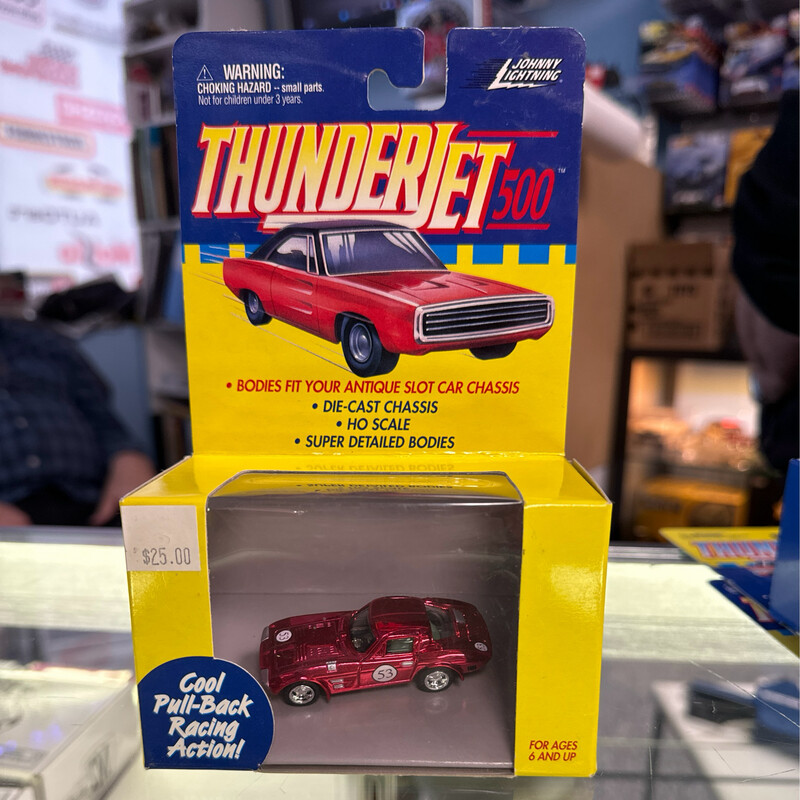 ⚠ WARNING:
CHOKING HAZARD -- small parts.
Not for children under 3 years.
JOHNNY
LIGHTNING
THUNDERJET 500™
• BODIES FIT YOUR ANTIQUE SLOT CAR CHASSIS
• DIE-CAST CHASSIS
• HO SCALE
• SUPER DETAILED BODIES
$25.00
53
53
Cool
Pull-Back
Racing
Action!
FOR AGES
6 AND UP